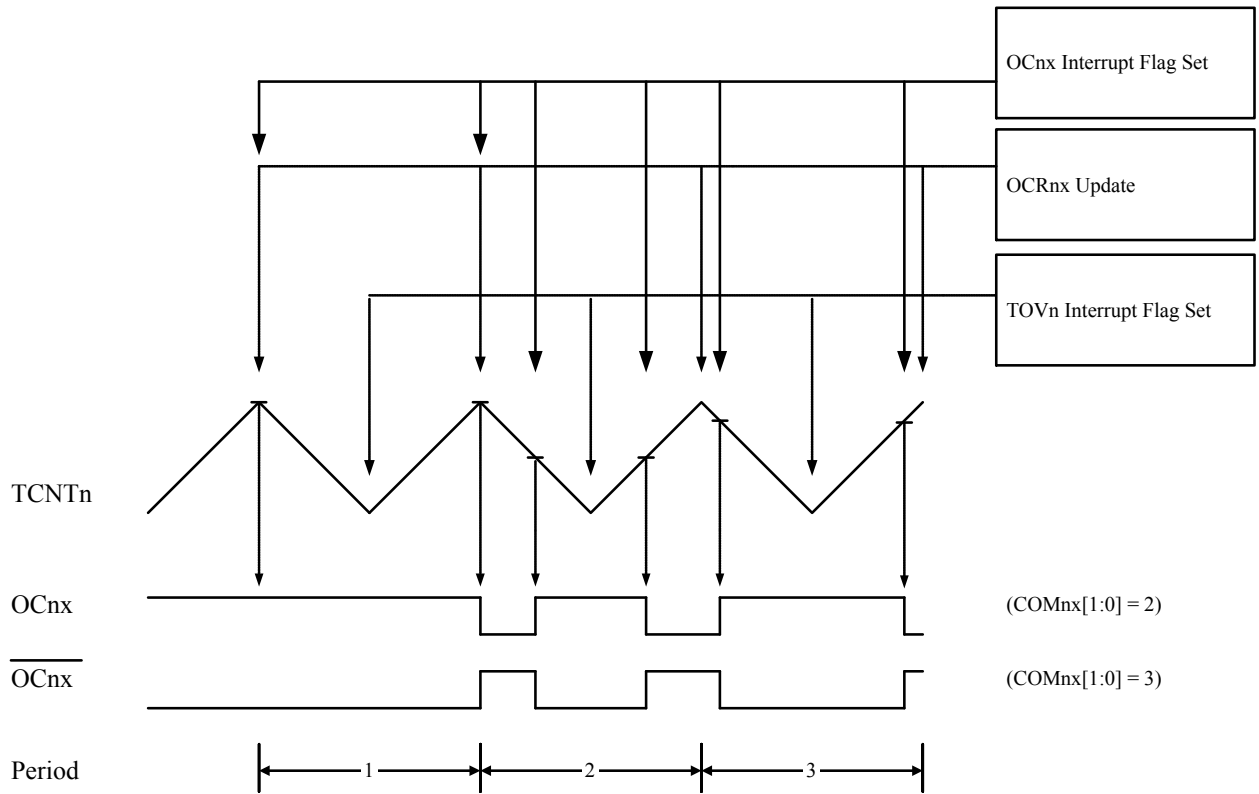 OCnx Interrupt Flag Set
OCRnx Update
TOVn Interrupt Flag Set
TCNTn
OCnx
(COMnx[1:0] = 2)
OCnx
(COMnx[1:0] = 3)
Period
1
2
3